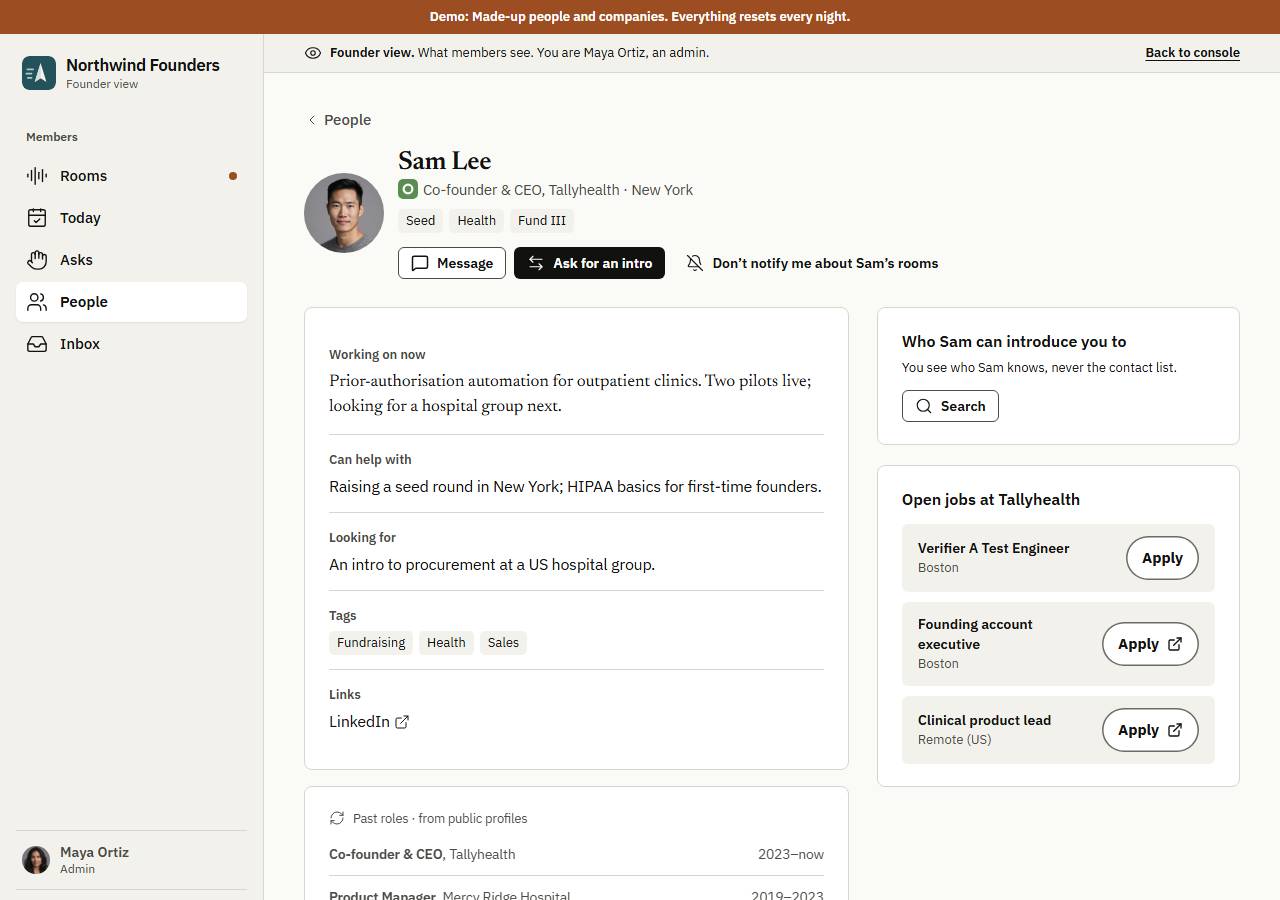 Demo: Made-up people and companies. Everything resets every night.
Northwind Founders
Founder view
Founder view. What members see. You are Maya Ortiz, an admin.
Back to console
Members
Rooms
Today
Asks
People
Inbox
Maya Ortiz
Admin
People
Sam Lee
Co-founder & CEO, Tallyhealth · New York
Seed Health Fund III
Message Ask for an intro Don’t notify me about Sam’s rooms
Working on now
Prior-authorisation automation for outpatient clinics. Two pilots live;
looking for a hospital group next.
Can help with
Raising a seed round in New York; HIPAA basics for first-time founders.
Looking for
An intro to procurement at a US hospital group.
Tags
Fundraising Health Sales
Links
LinkedIn
Past roles · from public profiles
Co-founder & CEO, Tallyhealth 2023–now
Product Manager, Mercy Ridge Hospital 2019–2023
Who Sam can introduce you to
You see who Sam knows, never the contact list.
Search
Open jobs at Tallyhealth
Verifier A Test Engineer
Boston
Apply
Founding account
executive
Boston
Apply
Clinical product lead
Remote (US)
Apply